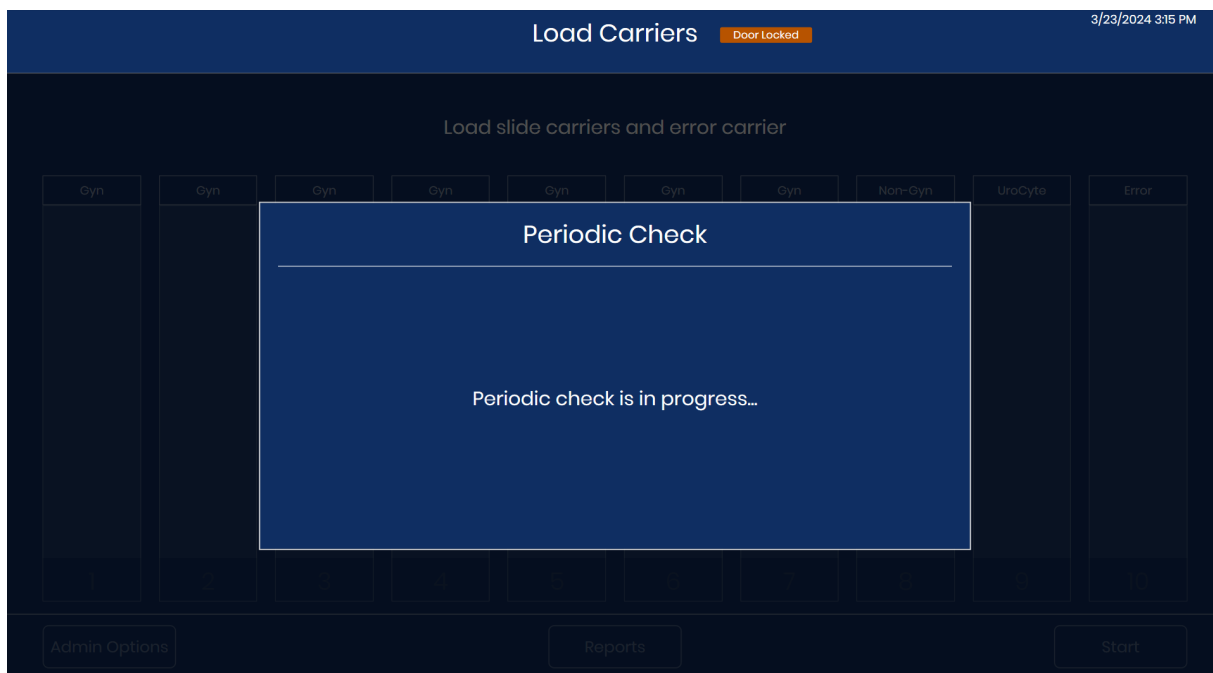 3/23/2024 3:15 PM
Load Carriers Door Locked
Load slide carriers and error carrier
Gyn Gyn Gyn Gyn Gyn Gyn Gyn Non-Gyn UroCyte Error
Periodic Check
Periodic check is in progress...
1 2 3 4 5 6 7 8 9 10
Admin Options Reports Start